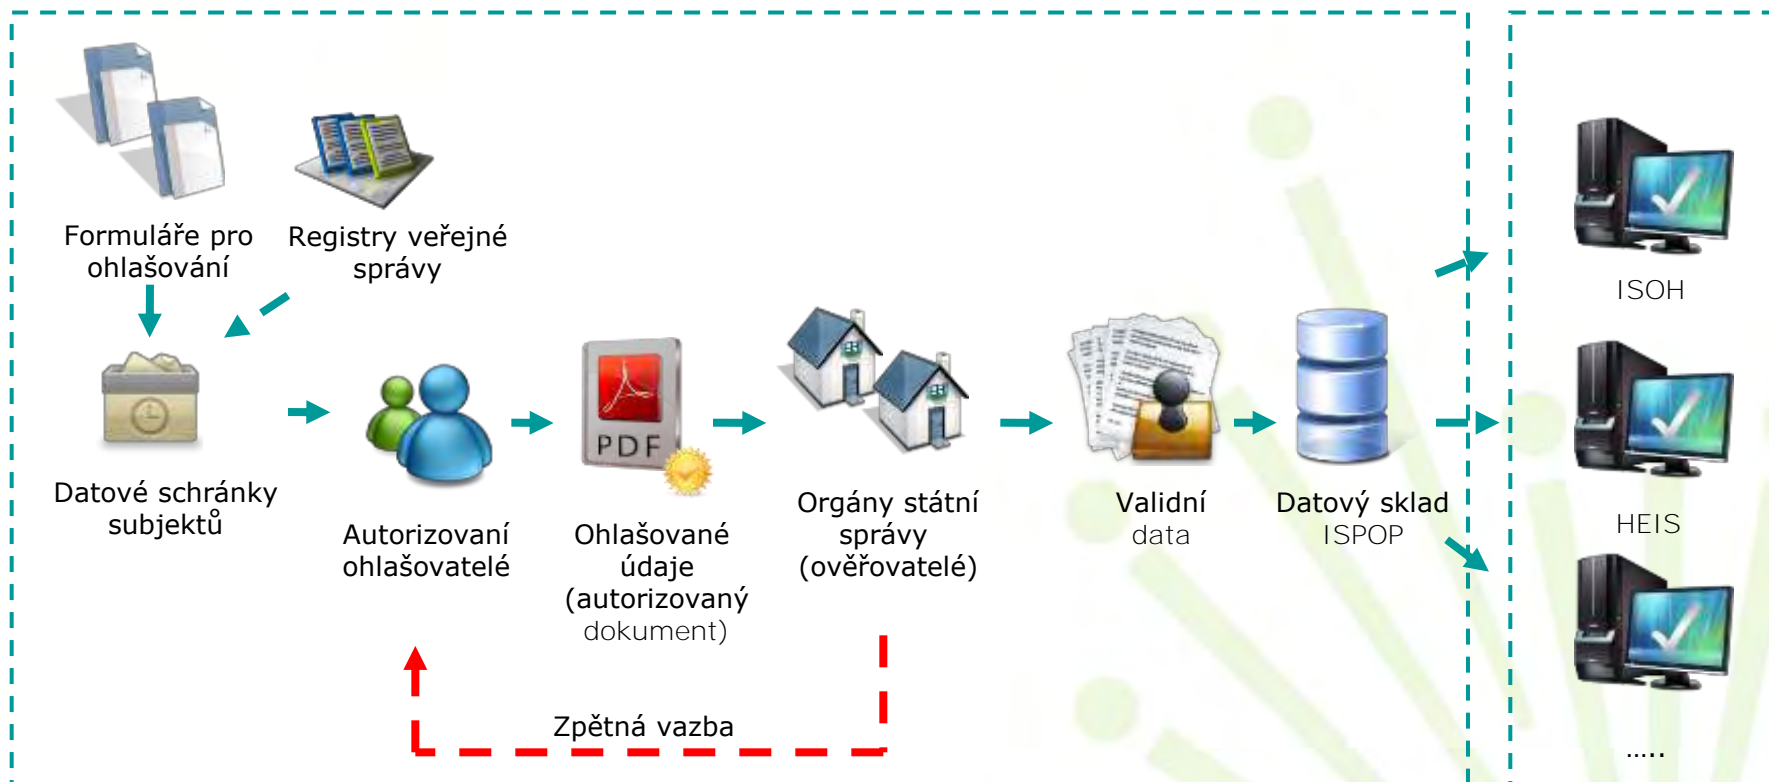 Formuláře pro
ohlašování
Registry veřejné
správy
Datové schránky
subjektů
Autorizovaní
ohlašovatelé
PDF
Ohlašované
údaje
(autorizovaný
dokument)
Orgány státní
správy
(ověřovatelé)
Validní
data
Datový sklad
ISPOP
Zpětná vazba
ISOH
HEIS
.....